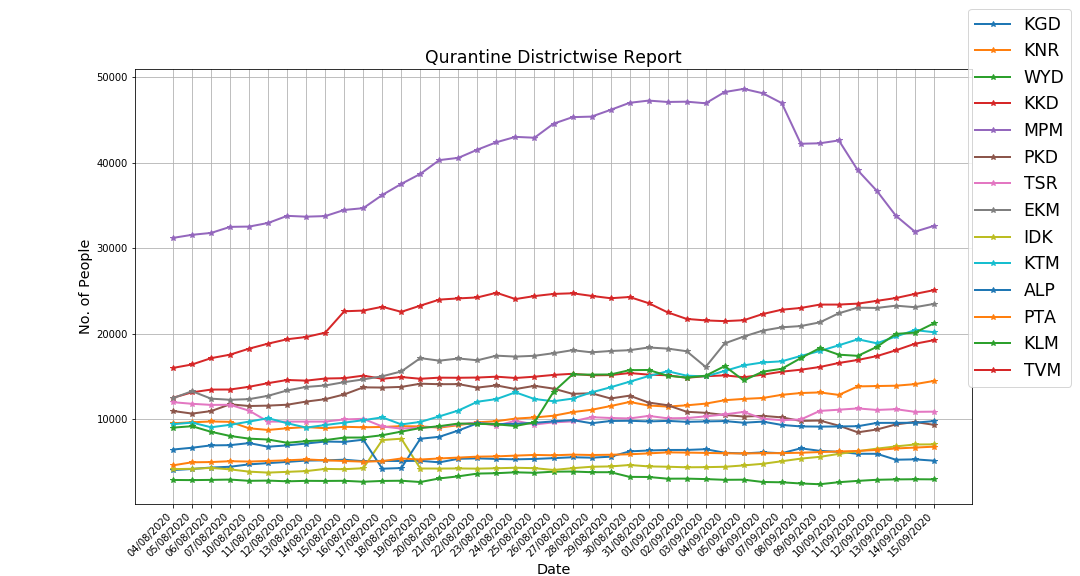 Qurantine Districtwise Report
50000
40000
30000
20000
10000
No. of People
04/08/2020
05/08/2020
06/08/2020
07/08/2020
10/08/2020
11/08/2020
12/08/2020
13/08/2020
14/08/2020
15/08/2020
16/08/2020
17/08/2020
18/08/2020
19/08/2020
20/08/2020
21/08/2020
22/08/2020
23/08/2020
24/08/2020
25/08/2020
26/08/2020
27/08/2020
28/08/2020
29/08/2020
30/08/2020
31/08/2020
01/09/2020
02/09/2020
03/09/2020
04/09/2020
05/09/2020
06/09/2020
07/09/2020
08/09/2020
09/09/2020
10/09/2020
11/09/2020
12/09/2020
13/09/2020
14/09/2020
15/09/2020
Date
KGD
KNR
WYD
KKD
MPM
PKD
TSR
EKM
IDK
KTM
ALP
PTA
KLM
TVM